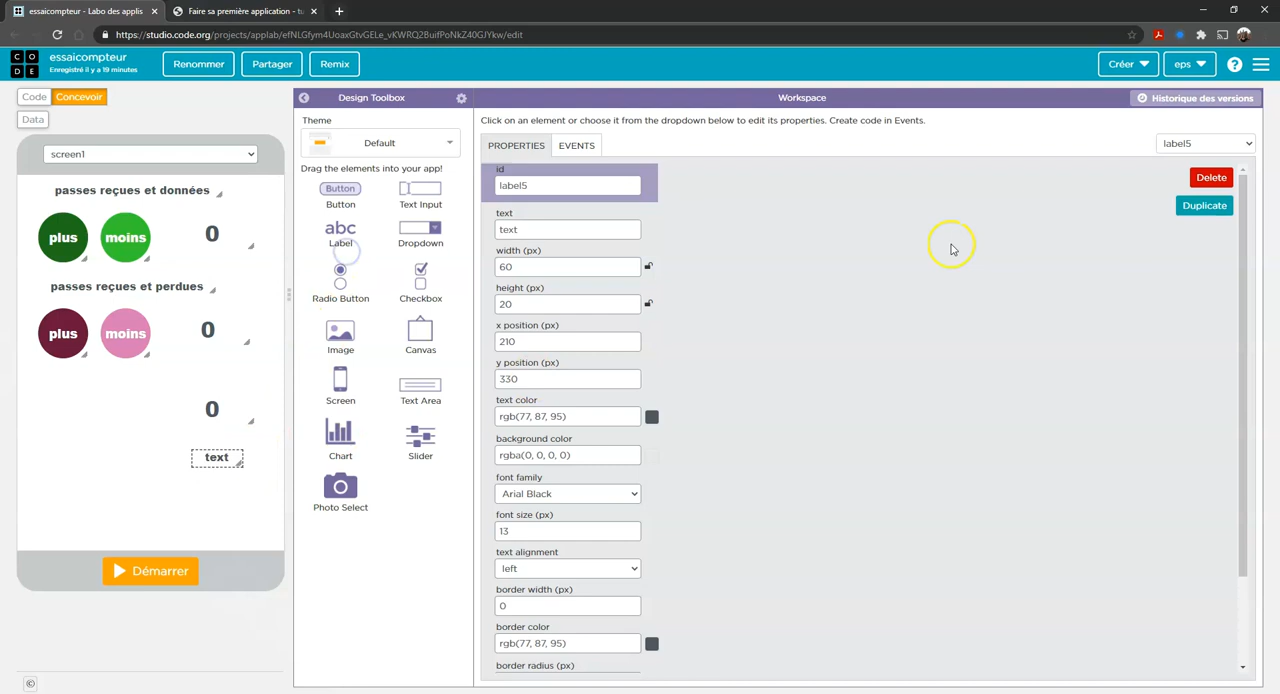 essaicompteur - Labo des applis
Faire sa première application - tu
https://studio.code.org/projects/applab/efNLGfym4UoaxGtvGELe_vKWRQ2BuifPoNkZ40GJYkw/edit
CODE
essaicompteur
Enregistré il y a 19 minutes
Renommer
Partager
Remix
Créer
eps
?
Code
Concevoir
Data
Design Toolbox
Workspace
Historique des versions
screen1
passes reçues et données
plus
moins
0
passes reçues et perdues
plus
moins
0
0
text
Démarrer
©
Theme
Default
Drag the elements into your app!
Button
Button
Text Input
abc
Label
Dropdown
Radio Button
Checkbox
Image
Canvas
Screen
Text Area
Chart
Slider
Photo Select
Click on an element or choose it from the dropdown below to edit its properties. Create code in Events.
PROPERTIES
EVENTS
label5
Delete
Duplicate
id
label5
text
text
width (px)
60
height (px)
20
x position (px)
210
y position (px)
330
text color
rgb(77, 87, 95)
background color
rgba(0, 0, 0, 0)
font family
Arial Black
font size (px)
13
text alignment
left
border width (px)
0
border color
rgb(77, 87, 95)
border radius (px)